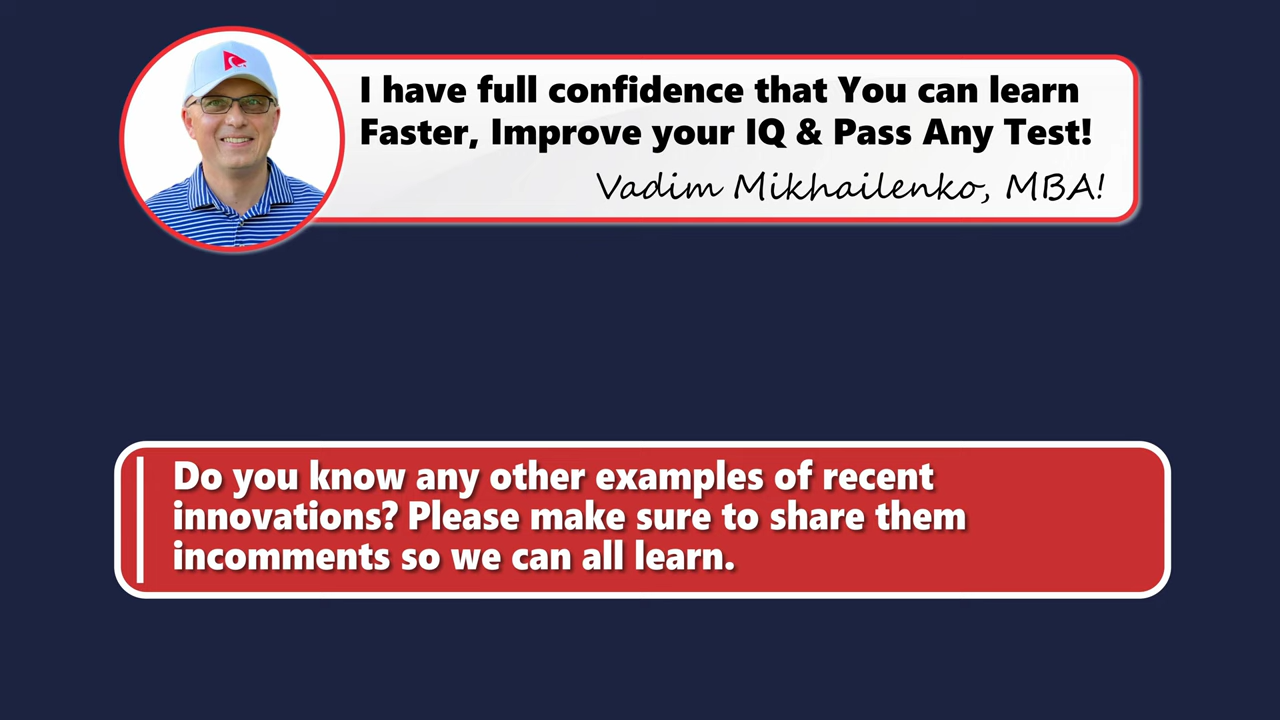 I have full confidence that You can learn
Faster, Improve your IQ & Pass Any Test!
Vadim Mikhailenko, MBA!
Do you know any other examples of recent
innovations? Please make sure to share them
incomments so we can all learn.